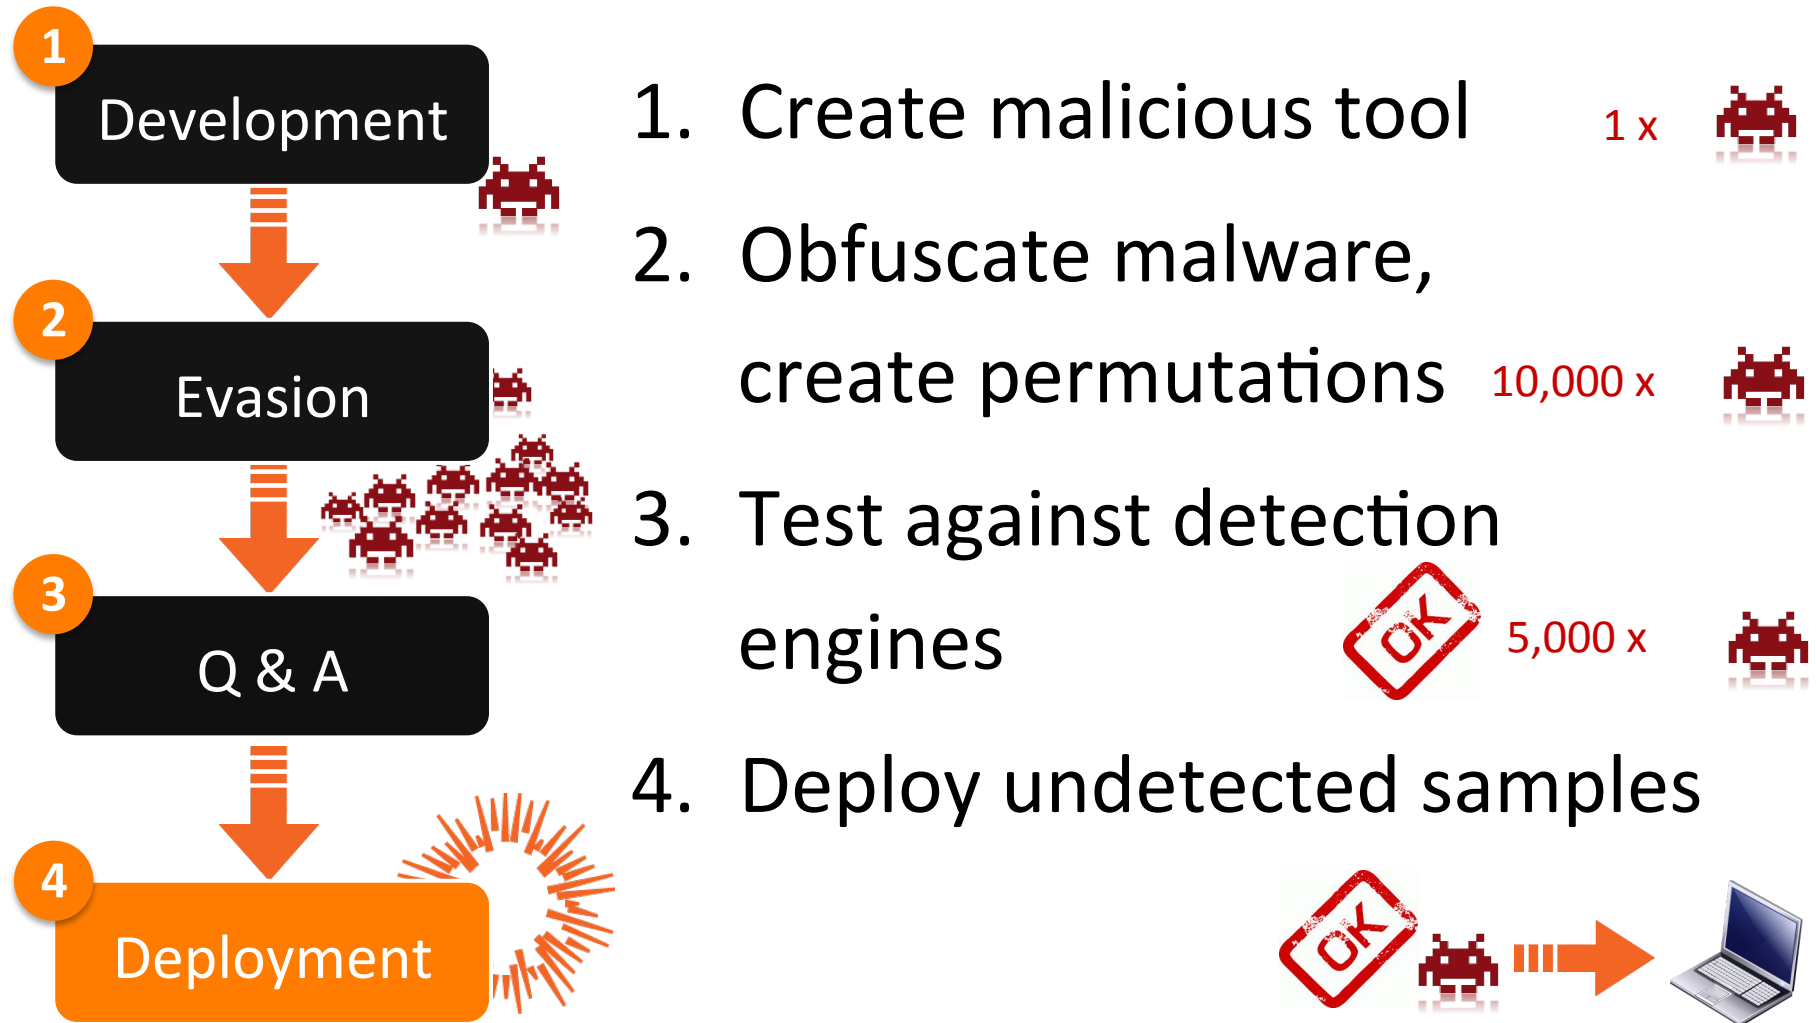 1
Development
2
Evasion
3
Q & A
4
Deployment
1. Create malicious tool 1 x
2. Obfuscate malware,
create permutations 10,000 x
3. Test against detection
engines OK 5,000 x
4. Deploy undetected samples
OK